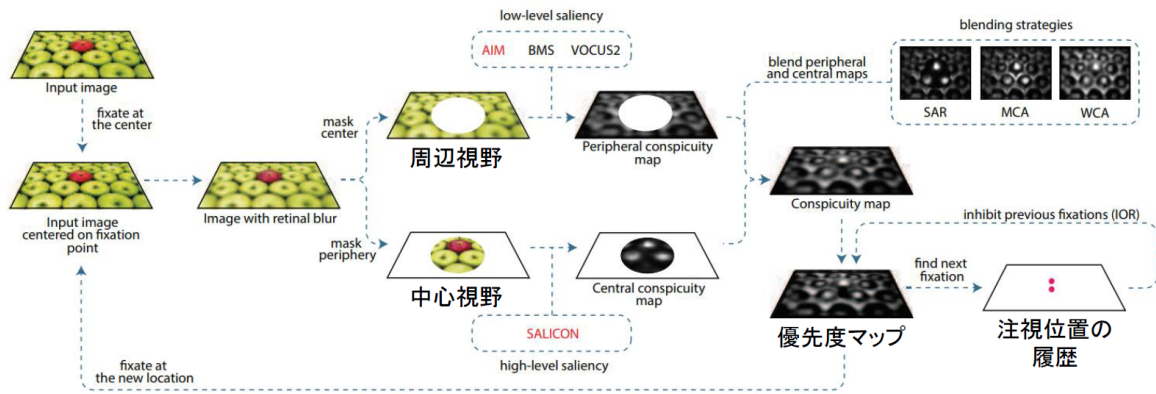 low-level saliency
AIM BMS VOCUS2
blending strategies
SAR MCA WCA
Input image
fixate at
the center
mask
center
周辺視野
Peripheral conspicuity
map
blend peripheral
and central maps
Input image
centered on fixation
point
Image with retinal blur
Conspicuity map
mask
periphery
中心視野
Central conspicuity
map
SALICON
high-level saliency
inhibit previous fixations (IOR)
find next
fixation
優先度マップ
注視位置の
履歴
fixate at
the new location